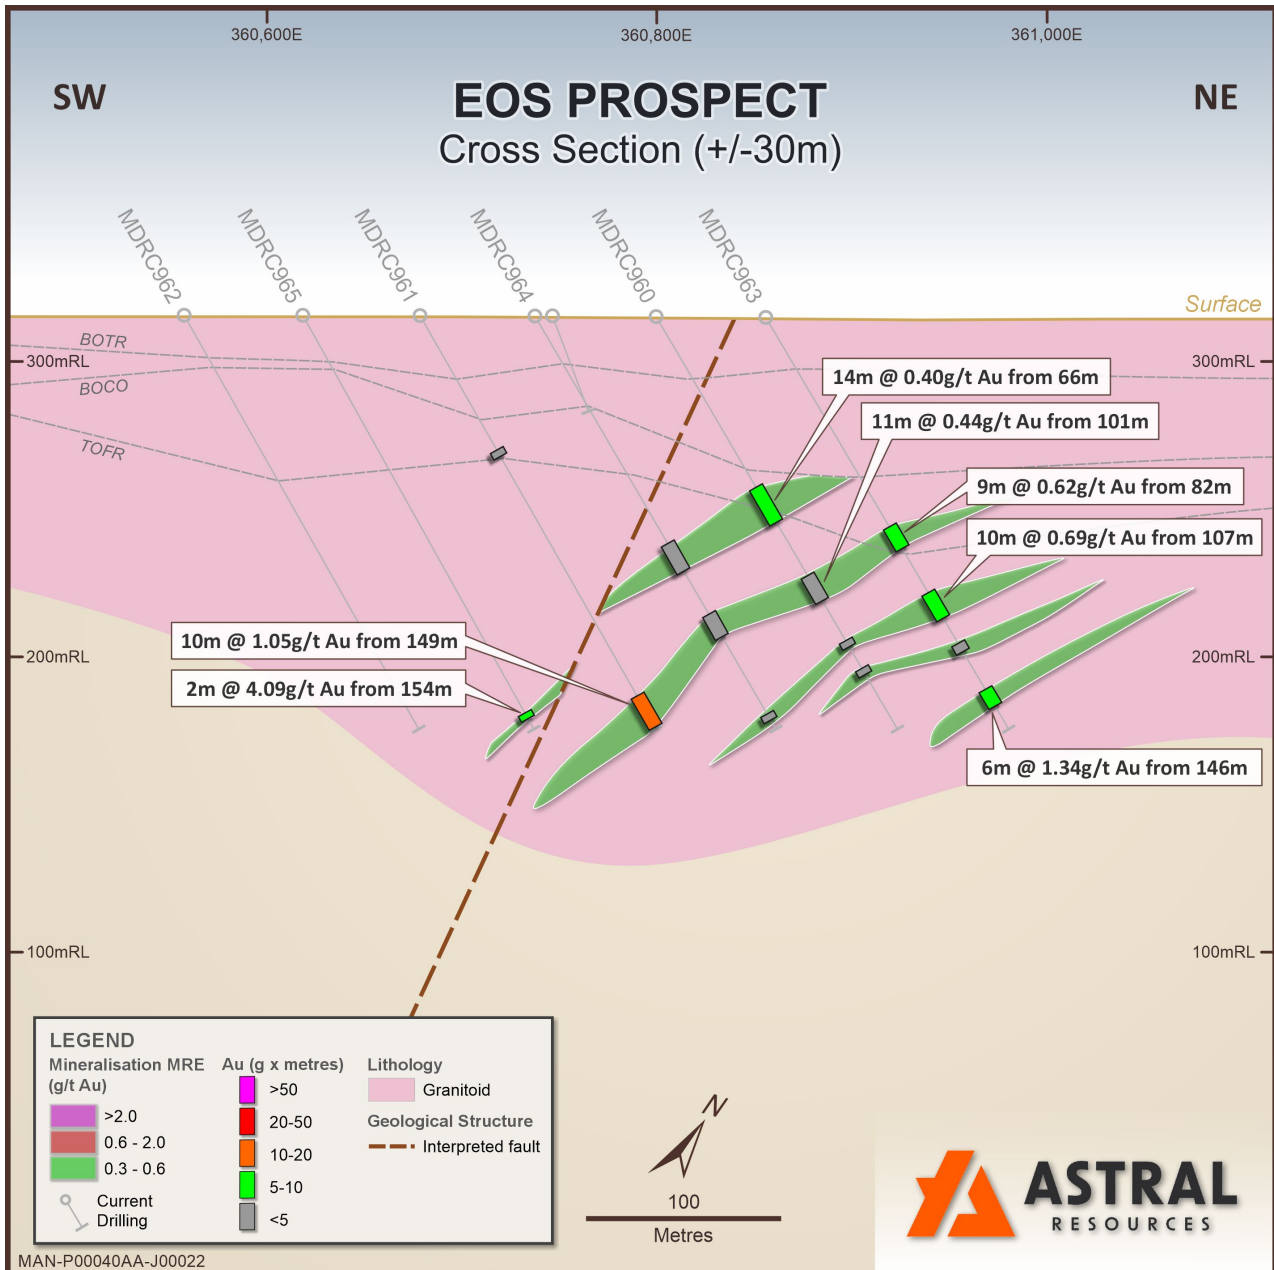 360,600E
360,800E
361,000E
SW
NE
EOS PROSPECT
Cross Section (+/-30m)
MDRC962
MDRC965
MDRC961
MDRC964
MDRC960
MDRC963
Surface
BOTR
300mRL
300mRL
BOCO
TOFR
14m @ 0.40g/t Au from 66m
11m @ 0.44g/t Au from 101m
9m @ 0.62g/t Au from 82m
10m @ 0.69g/t Au from 107m
10m @ 1.05g/t Au from 149m
200mRL
200mRL
2m @ 4.09g/t Au from 154m
6m @ 1.34g/t Au from 146m
100mRL
100mRL
LEGEND
Mineralisation MRE
(g/t Au)
>2.0
0.6 - 2.0
0.3 - 0.6
Current
Drilling
Au (g x metres)
>50
20-50
10-20
5-10
<5
Lithology
Granitoid
Geological Structure
Interpreted fault
N
100
Metres
ASTRAL
RESOURCES
MAN-P00040AA-J00022